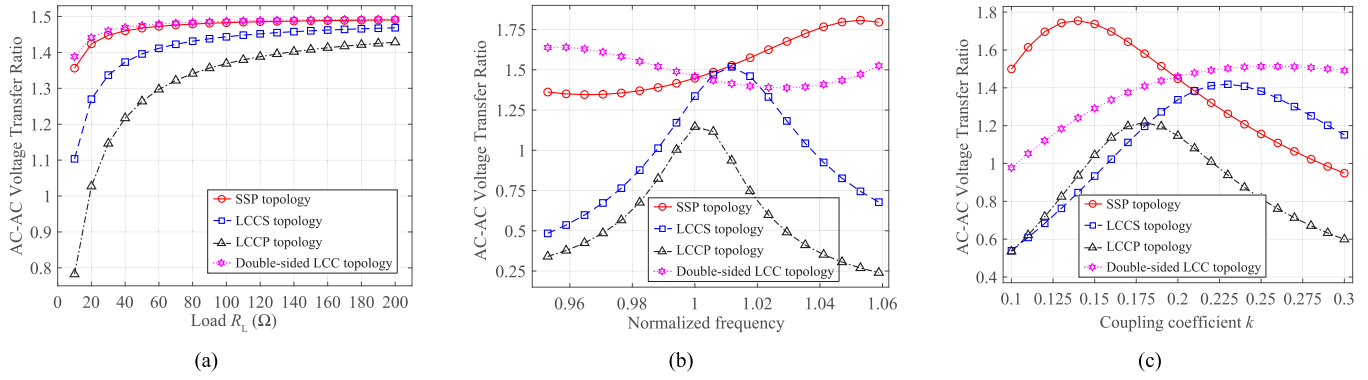 AC-AC Voltage Transfer Ratio
1.5
1.4
1.3
1.2
1.1
1
0.9
0.8
SSP topology
LCCS topology
LCCP topology
Double-sided LCC topology
0 20 40 60 80 100 120 140 160 180 200
Load R_L (Ω)
(a)
AC-AC Voltage Transfer Ratio
2
1.75
1.5
1.25
1
0.75
0.5
0.25
SSP topology
LCCS topology
LCCP topology
Double-sided LCC topology
0.96 0.98 1 1.02 1.04 1.06
Normalized frequency
(b)
AC-AC Voltage Transfer Ratio
1.8
1.6
1.4
1.2
1
0.8
0.6
0.4
SSP topology
LCCS topology
LCCP topology
Double-sided LCC topology
0.1 0.125 0.15 0.175 0.2 0.225 0.25 0.275 0.3
Coupling coefficient k
(c)